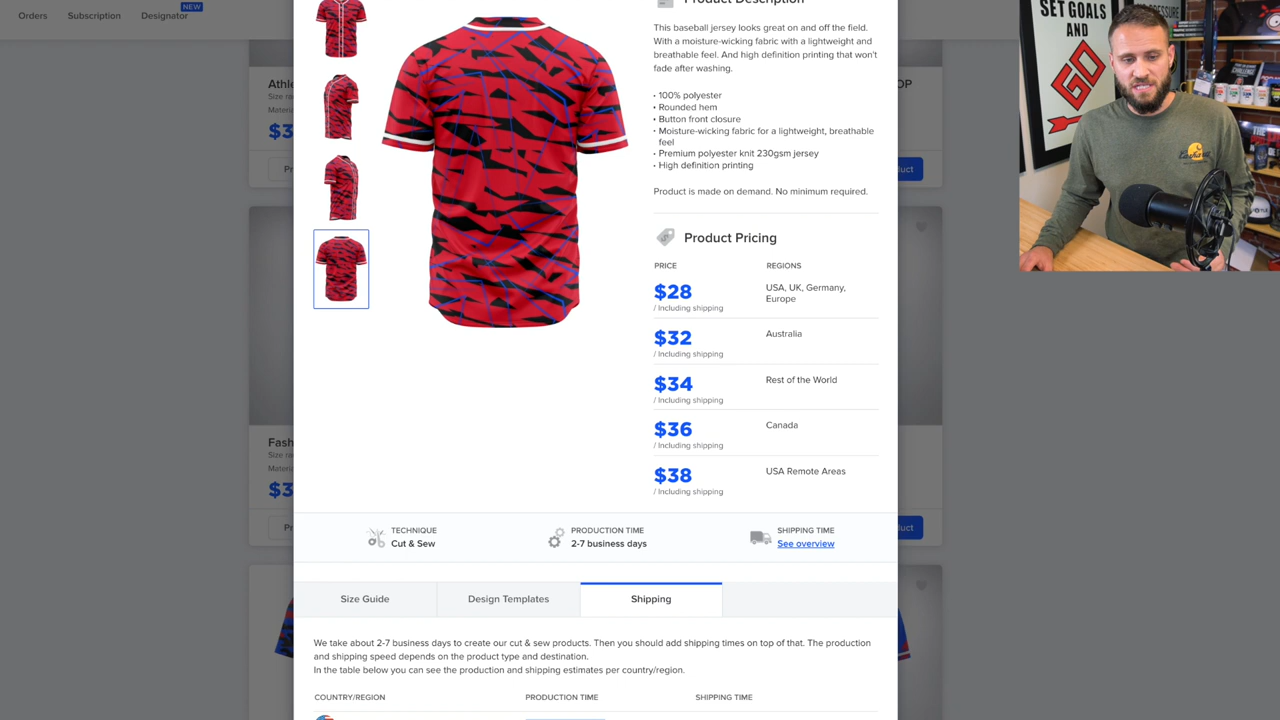 Orders
Subscription
Designator
NEW
Product Description
This baseball jersey looks great on and off the field.
With a moisture-wicking fabric with a lightweight and
breathable feel. And high definition printing that won't
fade after washing.
• 100% polyester
• Rounded hem
• Button front closure
• Moisture-wicking fabric for a lightweight, breathable
feel
• Premium polyester knit 230gsm jersey
• High definition printing
Product is made on demand. No minimum required.
Product Pricing
PRICE
REGIONS
$28
/ Including shipping
USA, UK, Germany,
Europe
$32
/ Including shipping
Australia
$34
/ Including shipping
Rest of the World
$36
/ Including shipping
Canada
$38
/ Including shipping
USA Remote Areas
TECHNIQUE
Cut & Sew
PRODUCTION TIME
2-7 business days
SHIPPING TIME
See overview
Size Guide
Design Templates
Shipping
We take about 2-7 business days to create our cut & sew products. Then you should add shipping times on top of that. The production
and shipping speed depends on the product type and destination.
In the table below you can see the production and shipping estimates per country/region.
COUNTRY/REGION
PRODUCTION TIME
SHIPPING TIME
SET GOALS
AND
GO
PRESSURE
Carhartt
THE